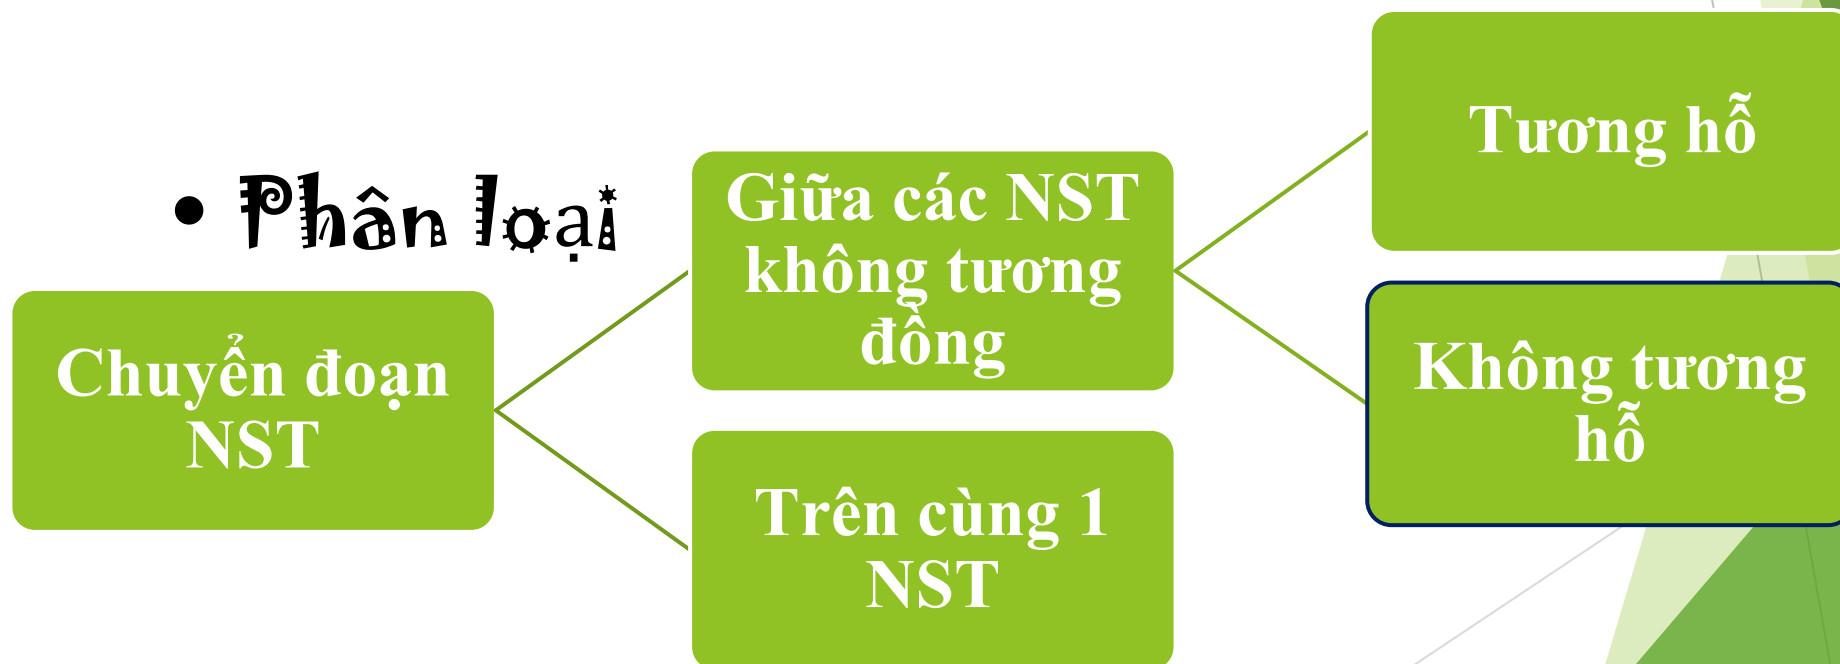 • Phân loại
Chuyển đoạn
NST
Giữa các NST
không tương
đồng
Trên cùng 1
NST
Tương hỗ
Không tương
hỗ